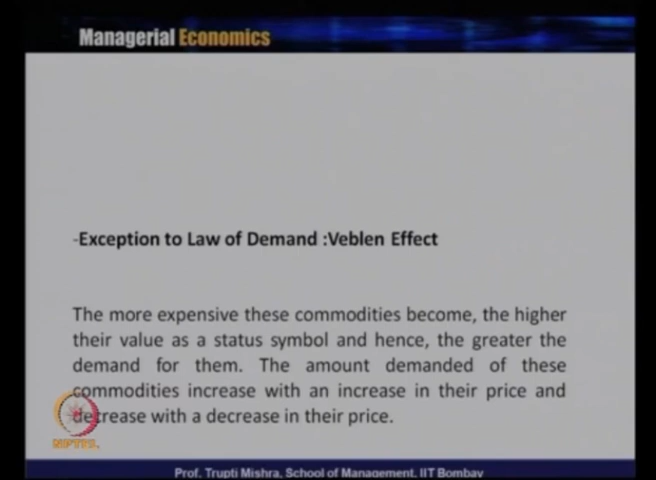 Managerial Economics
-Exception to Law of Demand :Veblen Effect
The more expensive these commodities become, the higher
their value as a status symbol and hence, the greater the
demand for them. The amount demanded of these
commodities increase with an increase in their price and
decrease with a decrease in their price.
NPTEL
Prof. Trupti Mishra, School of Management, IIT Bombay